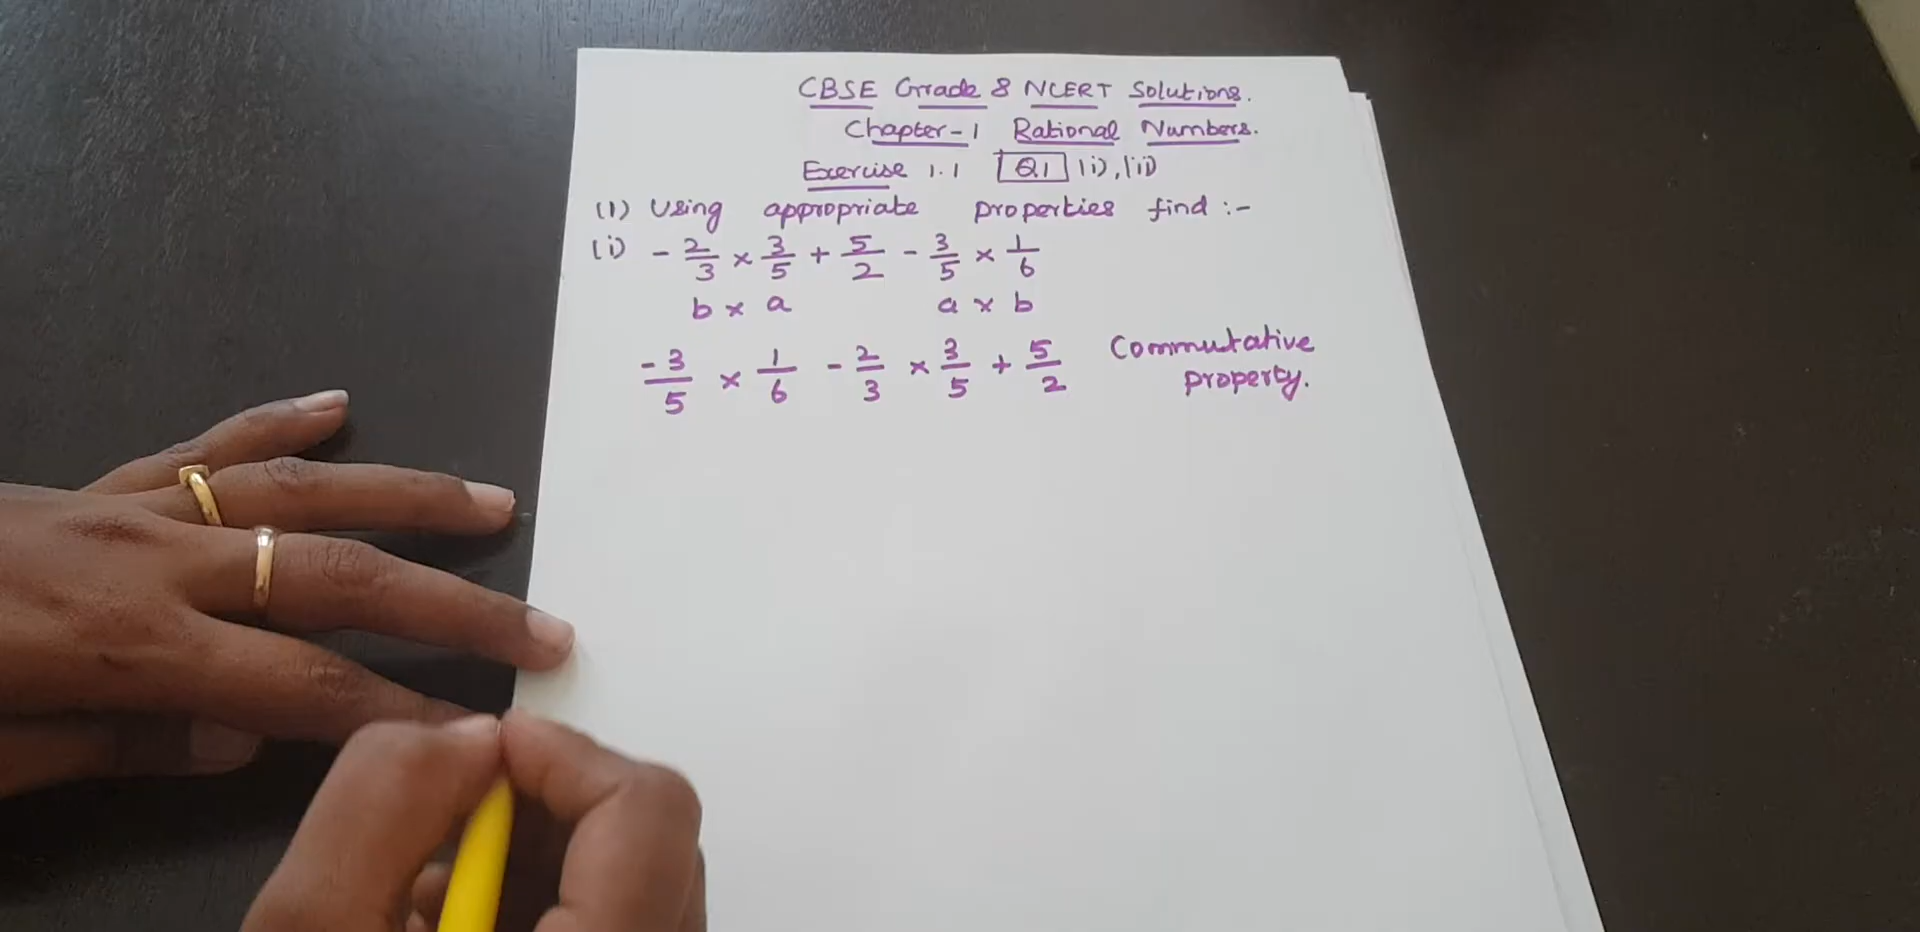 CBSE Grade 8 NCERT Solutions.
Chapter-1 Rational Numbers.
Exercise 1.1 Q1 (i), (ii)
(1) Using appropriate properties find :-
(i) - 2/3 × 3/5 + 5/2 - 3/5 × 1/6
b × a a × b
-3/5 × 1/6 - 2/3 × 3/5 + 5/2 Commutative
property.